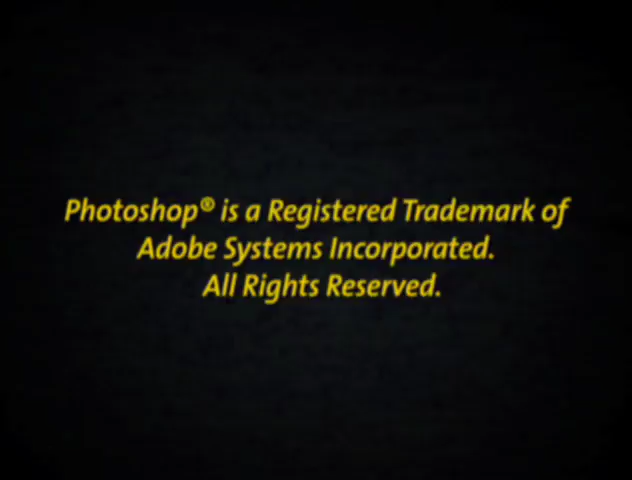 Photoshop® is a Registered Trademark of
Adobe Systems Incorporated.
All Rights Reserved.